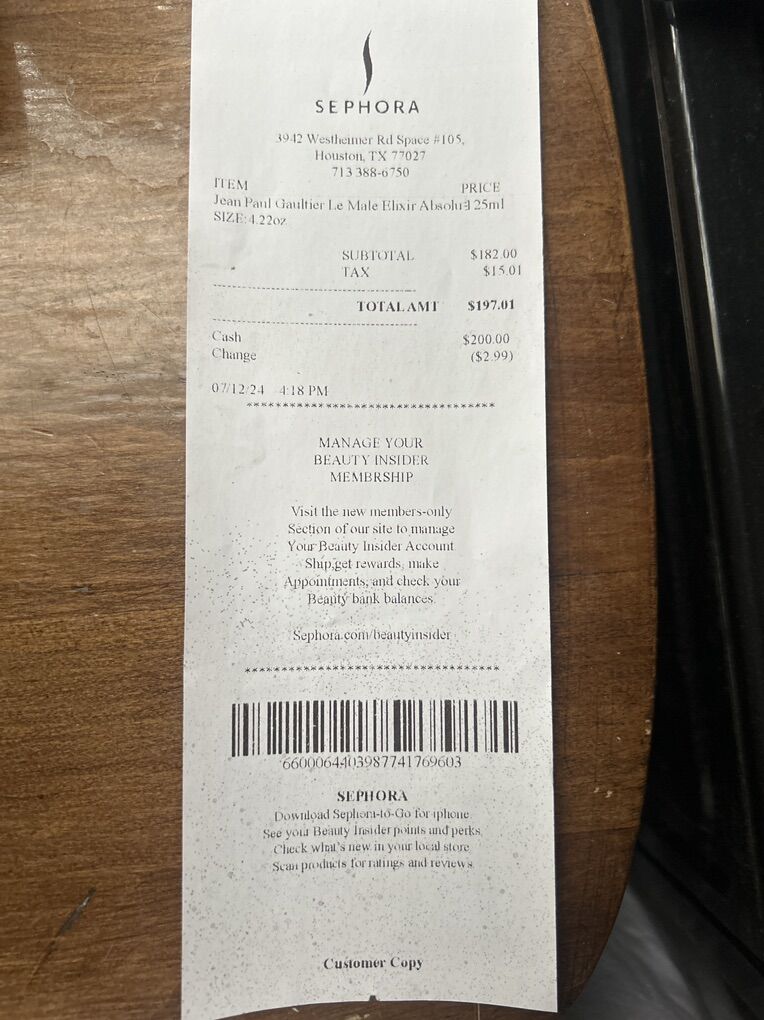 SEPHORA
3942 Westheimer Rd Space #105,
Houston, TX 77027
713 388-6750
ITEM PRICE
Jean Paul Gaultier Le Male Elixir Absolu 125ml
SIZE:4.22oz
SUBTOTAL $182.00
TAX $15.01
----------------------------------------
TOTAL AMT $197.01
----------------------------------------
Cash $200.00
Change ($2.99)
07/12/24 4:18 PM
***************************************
MANAGE YOUR
BEAUTY INSIDER
MEMBRSHIP
Visit the new members-only
Section of our site to manage
Your Beauty Insider Account
Ship,get rewards, make
Appointments, and check your
Beauty bank balances.
Sephora.com/beautyinsider
***************************************
6600064403987741769603
SEPHORA
Download Sephora-to-Go for iphone
See your Beauty Insider points and perks,
Check what's new in your local store
Scan products for ratings and reviews.
Customer Copy